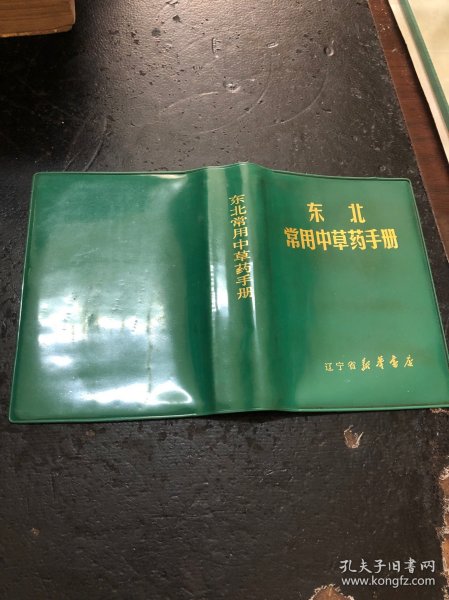 东北
常用中草药手册
辽宁省新华书店
东北常用中草药手册
孔夫子旧书网
www.kongfz.com